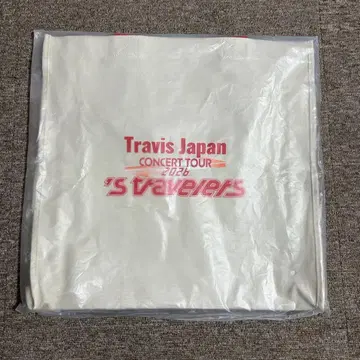 Travis Japan
CONCERT TOUR
2026
's travelers